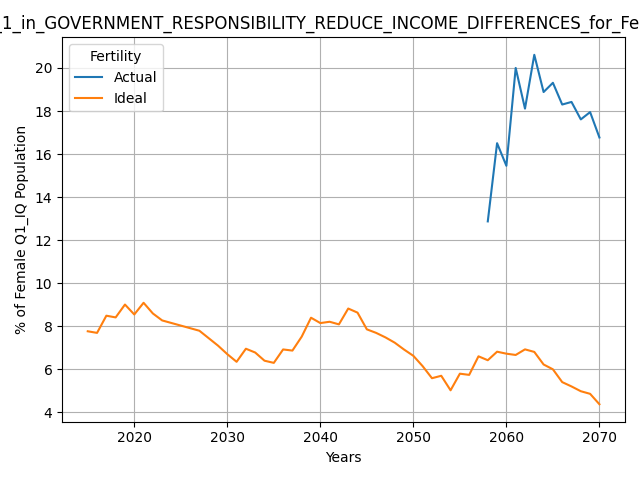 _1_in_GOVERNMENT_RESPONSIBILITY_REDUCE_INCOME_DIFFERENCES_for_Fe
Fertility
Actual
Ideal
% of Female Q1_IQ Population
20
18
16
14
12
10
8
6
4
2020 2030 2040 2050 2060 2070
Years